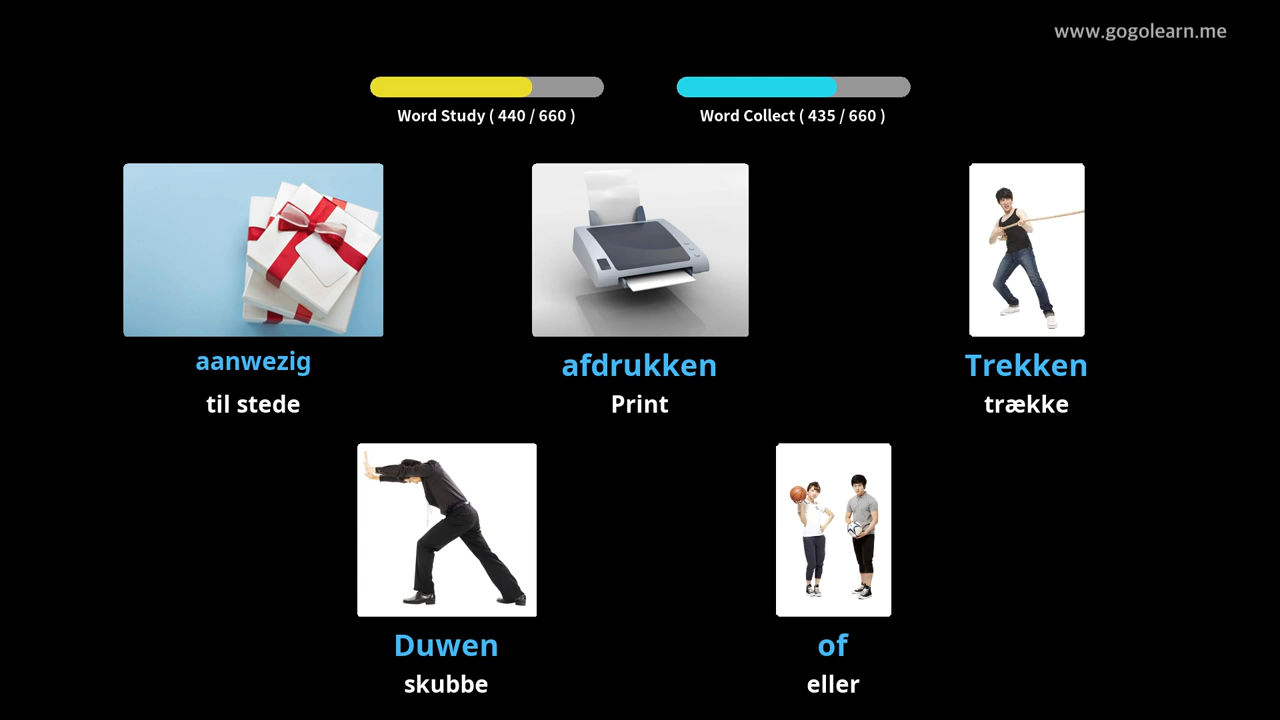 www.gogolearn.me
Word Study ( 440 / 660 )
Word Collect ( 435 / 660 )
aanwezig
til stede
afdrukken
Print
Trekken
trække
Duwen
skubbe
of
eller